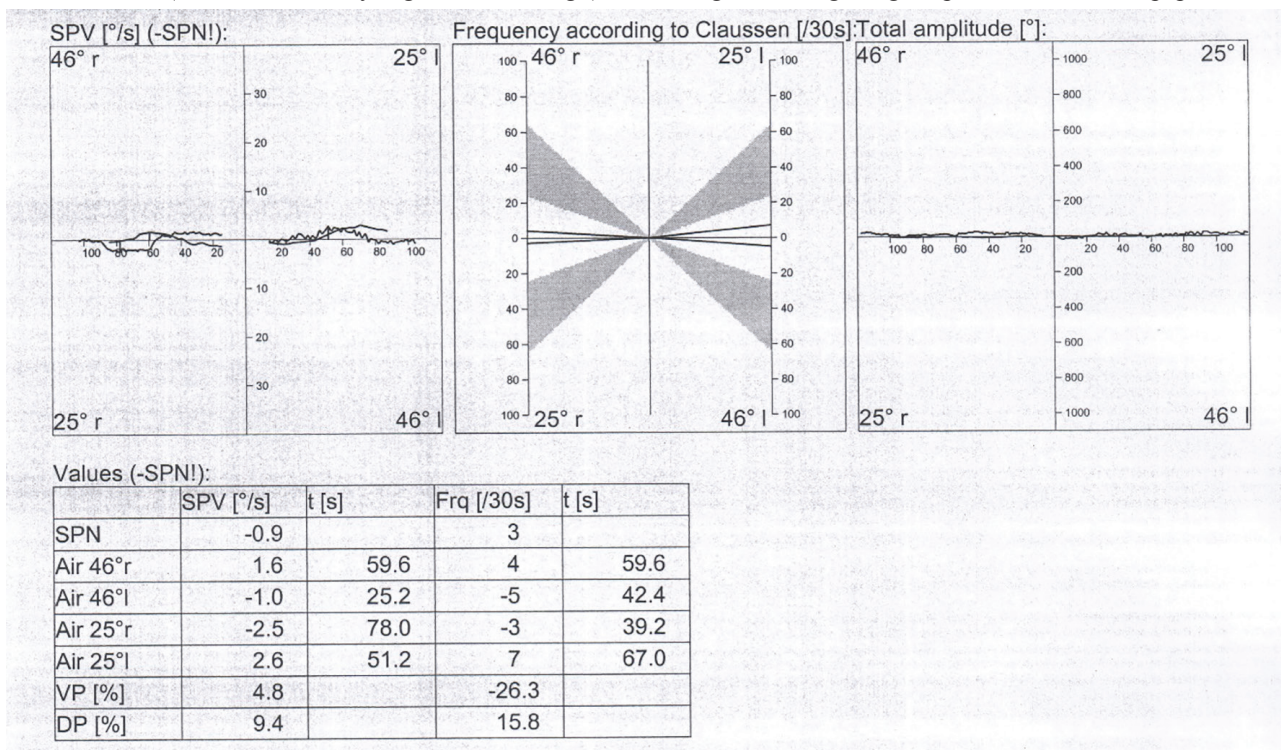 SPV [°/s] (-SPN!):
46° r
25° l
30
20
10
100 80 60 40 20
20 40 60 80 100
10
20
30
25° r
46° l
Frequency according to Claussen [/30s]:
46° r
25° l
100
100
80
80
60
60
40
40
20
20
0
0
20
20
40
40
60
60
80
80
100
100
25° r
46° l
Total amplitude [°]:
46° r
25° l
1000
800
600
400
200
100 80 60 40 20
20 40 60 80 100
200
400
600
800
1000
25° r
46° l
Values (-SPN!):
SPV [°/s] t [s] Frq [/30s] t [s]
SPN -0.9 3
Air 46°r 1.6 59.6 4 59.6
Air 46°l -1.0 25.2 -5 42.4
Air 25°r -2.5 78.0 -3 39.2
Air 25°l 2.6 51.2 7 67.0
VP [%] 4.8 -26.3
DP [%] 9.4 15.8